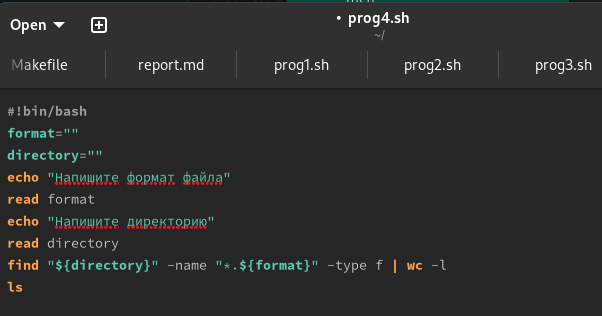 Open
• prog4.sh
~/
Makefile report.md prog1.sh prog2.sh prog3.sh
#!bin/bash
format=""
directory=""
echo "Напишите формат файла"
read format
echo "Напишите директорию"
read directory
find "${directory}" -name "*.${format}" -type f | wc -l
ls